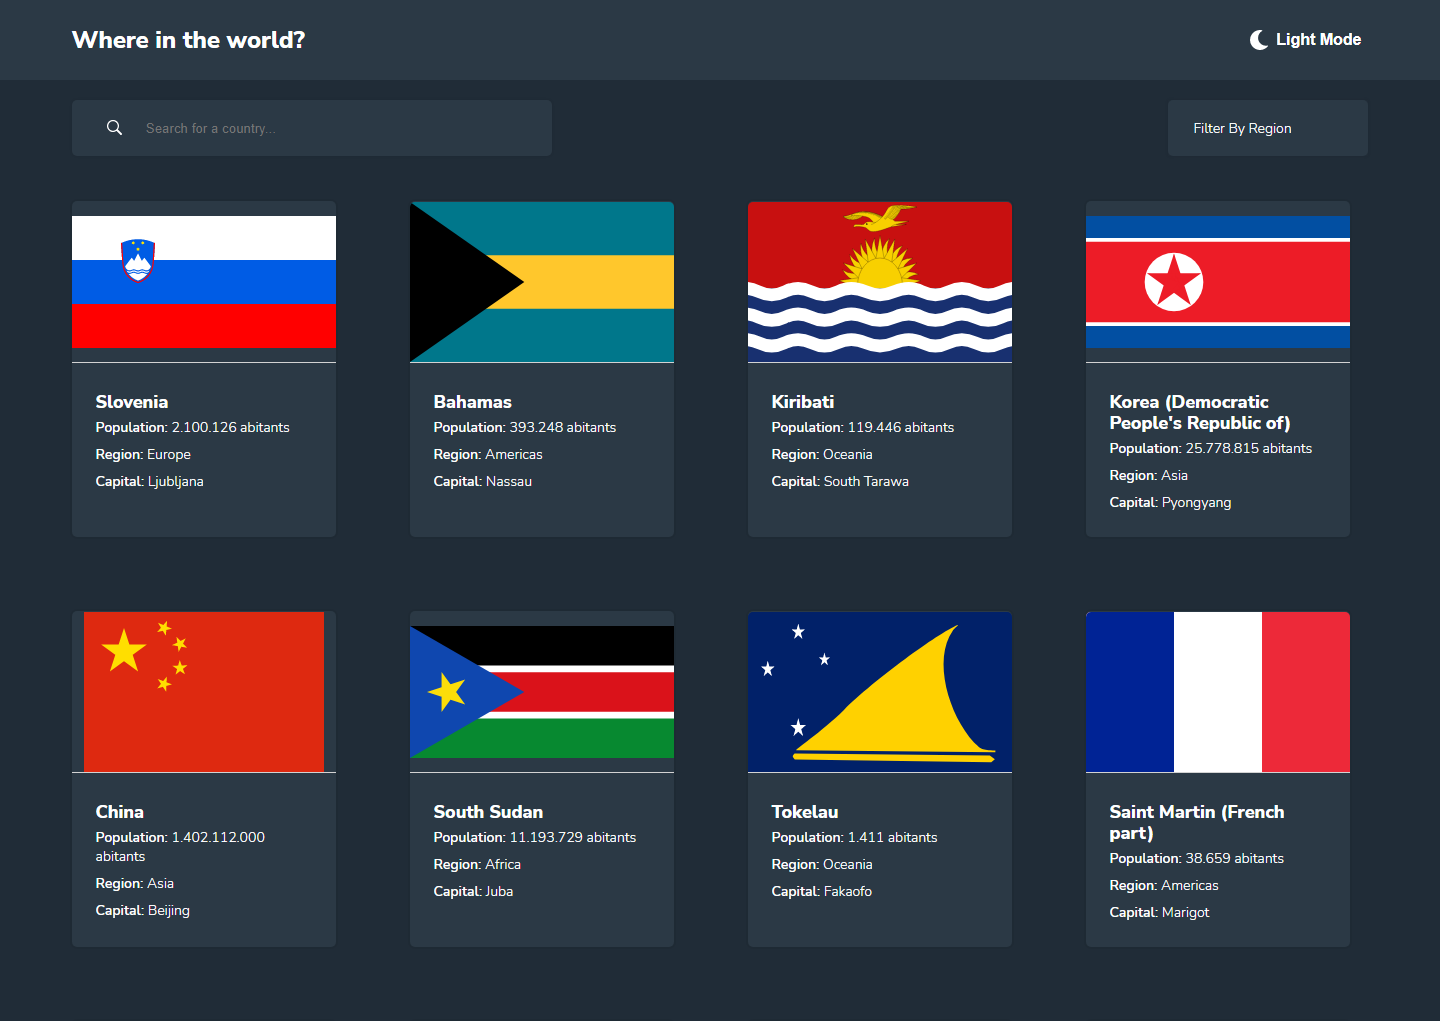 Where in the world?
Light Mode
Search for a country...
Filter By Region
Slovenia
Population: 2.100.126 abitants
Region: Europe
Capital: Ljubljana
Bahamas
Population: 393.248 abitants
Region: Americas
Capital: Nassau
Kiribati
Population: 119.446 abitants
Region: Oceania
Capital: South Tarawa
Korea (Democratic
People's Republic of)
Population: 25.778.815 abitants
Region: Asia
Capital: Pyongyang
China
Population: 1.402.112.000
abitants
Region: Asia
Capital: Beijing
South Sudan
Population: 11.193.729 abitants
Region: Africa
Capital: Juba
Tokelau
Population: 1.411 abitants
Region: Oceania
Capital: Fakaofo
Saint Martin (French
part)
Population: 38.659 abitants
Region: Americas
Capital: Marigot